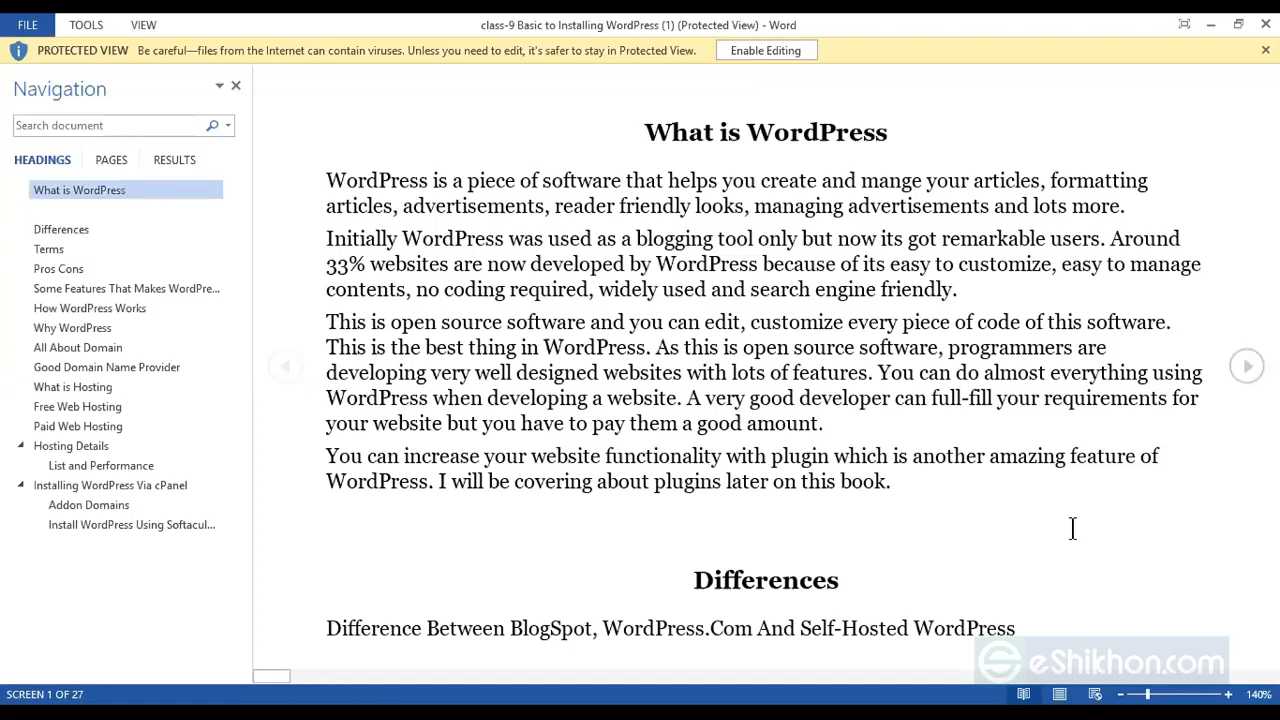 FILE TOOLS VIEW class-9 Basic to Installing WordPress (1) (Protected View) - Word
PROTECTED VIEW Be careful—files from the Internet can contain viruses. Unless you need to edit, it's safer to stay in Protected View. Enable Editing
Navigation
Search document
HEADINGS PAGES RESULTS
What is WordPress
Differences
Terms
Pros Cons
Some Features That Makes WordPre...
How WordPress Works
Why WordPress
All About Domain
Good Domain Name Provider
What is Hosting
Free Web Hosting
Paid Web Hosting
Hosting Details
List and Performance
Installing WordPress Via cPanel
Addon Domains
Install WordPress Using Softacul...
What is WordPress
WordPress is a piece of software that helps you create and mange your articles, formatting
articles, advertisements, reader friendly looks, managing advertisements and lots more.
Initially WordPress was used as a blogging tool only but now its got remarkable users. Around
33% websites are now developed by WordPress because of its easy to customize, easy to manage
contents, no coding required, widely used and search engine friendly.
This is open source software and you can edit, customize every piece of code of this software.
This is the best thing in WordPress. As this is open source software, programmers are
developing very well designed websites with lots of features. You can do almost everything using
WordPress when developing a website. A very good developer can full-fill your requirements for
your website but you have to pay them a good amount.
You can increase your website functionality with plugin which is another amazing feature of
WordPress. I will be covering about plugins later on this book.
Differences
Difference Between BlogSpot, WordPress.Com And Self-Hosted WordPress
eShikhon.com
SCREEN 1 OF 27 140%